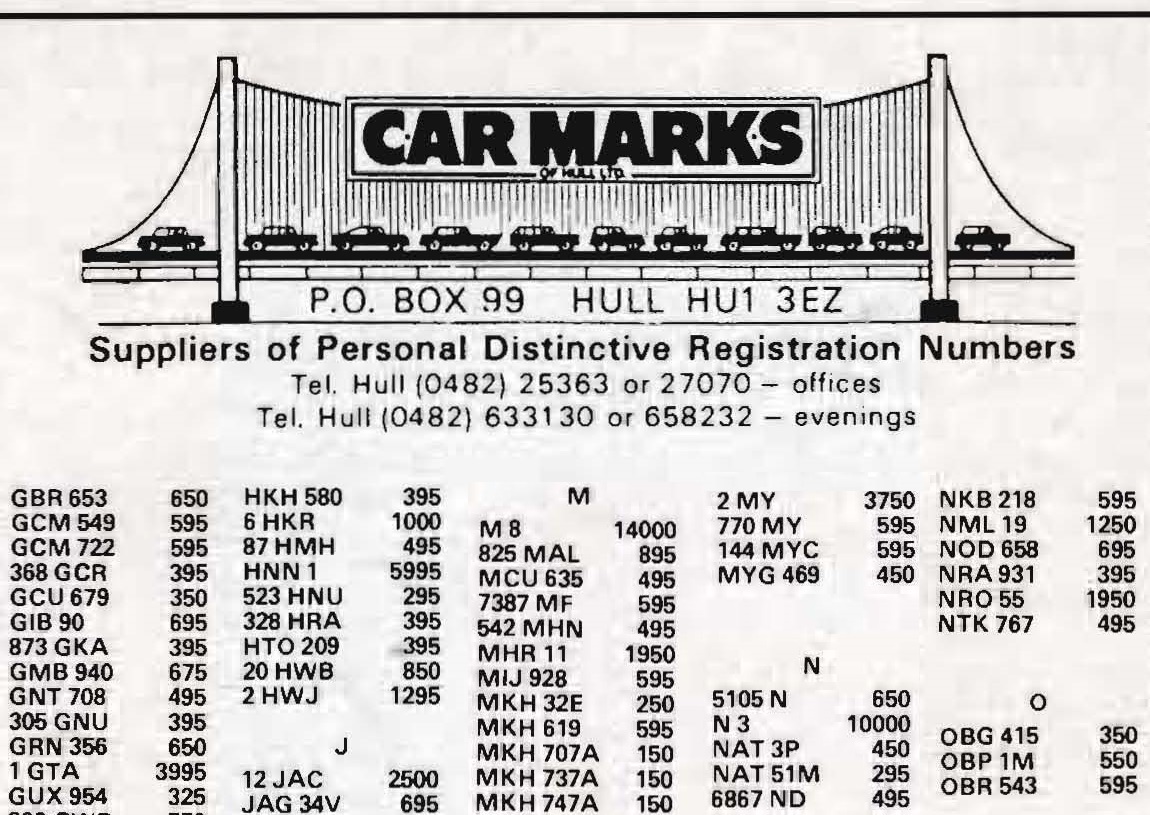 CAR MARKS
OF HULL LTD.
P.O. BOX 99 HULL HU1 3EZ
Suppliers of Personal Distinctive Registration Numbers
Tel. Hull (0482) 25363 or 27070 – offices
Tel. Hull (0482) 633130 or 658232 – evenings
GBR 653 650
GCM 549 595
GCM 722 595
368 GCR 395
GCU 679 350
GIB 90 695
873 GKA 395
GMB 940 675
GNT 708 495
305 GNU 395
GRN 356 650
1 GTA 3995
GUX 954 325
HKH 580 395
6 HKR 1000
87 HMH 495
HNN 1 5995
523 HNU 295
328 HRA 395
HTO 209 395
20 HWB 850
2 HWJ 1295
J
12 JAC 2500
JAG 34V 695
M
M 8 14000
825 MAL 895
MCU 635 495
7387 MF 595
542 MHN 495
MHR 11 1950
MIJ 928 595
MKH 32E 250
MKH 619 595
MKH 707A 150
MKH 737A 150
MKH 747A 150
2 MY 3750
770 MY 595
144 MYC 595
MYG 469 450
N
5105 N 650
N 3 10000
NAT 3P 450
NAT 51M 295
6867 ND 495
NKB 218 595
NML 19 1250
NOD 658 695
NRA 931 395
NRO 55 1950
NTK 767 495
O
OBG 415 350
OBP 1M 550
OBR 543 595